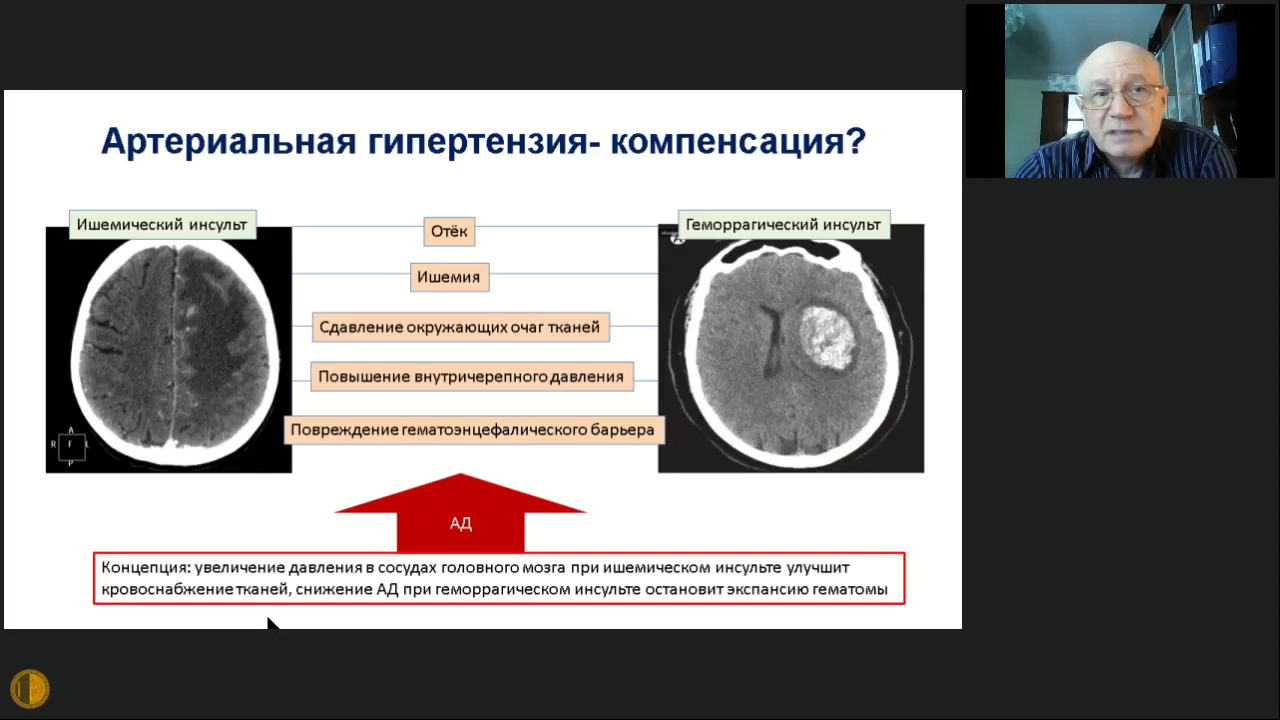 Артериальная гипертензия- компенсация?
Ишемический инсульт
Отёк
Геморрагический инсульт
Ишемия
Сдавление окружающих очаг тканей
Повышение внутричерепного давления
Повреждение гематоэнцефалического барьера
A
R F L
P
АД
Концепция: увеличение давления в сосудах головного мозга при ишемическом инсульте улучшит
кровоснабжение тканей, снижение АД при геморрагическом инсульте остановит экспансию гематомы